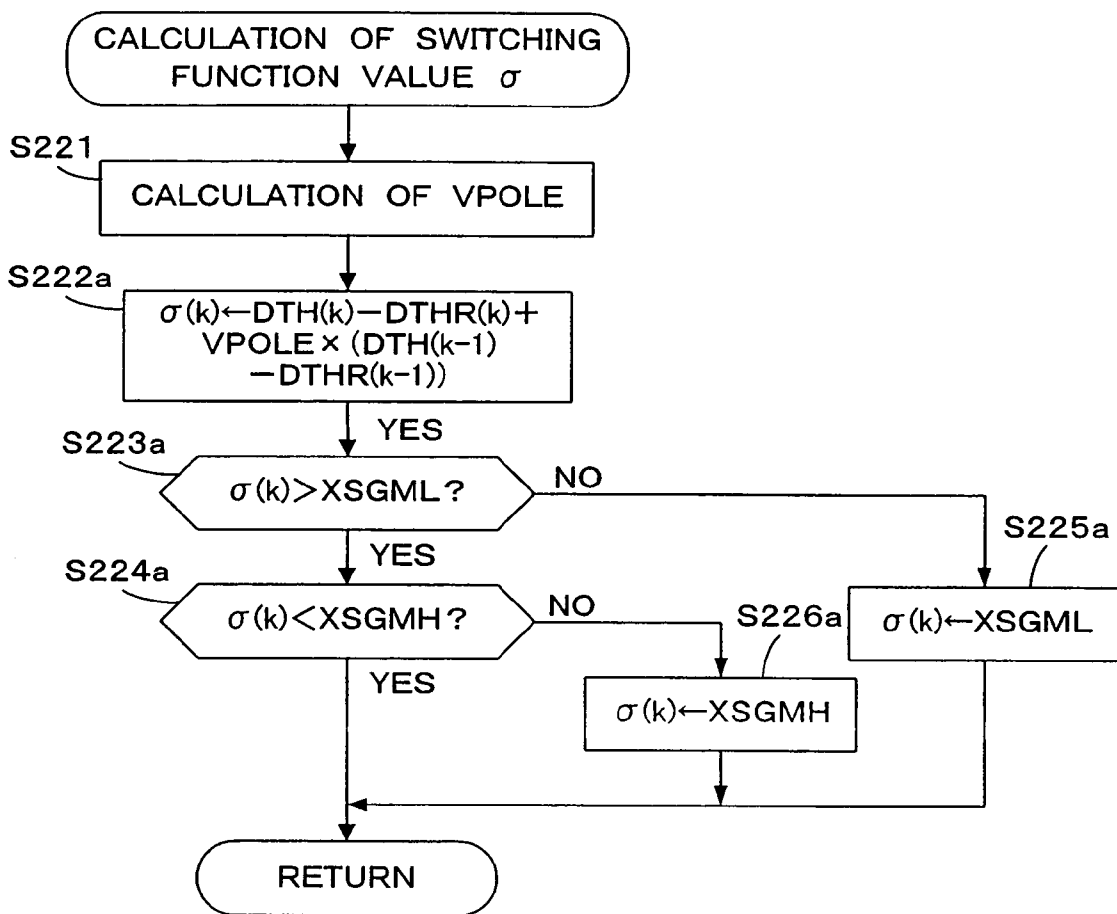 CALCULATION OF SWITCHING
FUNCTION VALUE σ
S221
CALCULATION OF VPOLE
S222a
σ(k)←DTH(k)−DTHR(k)+
VPOLE×(DTH(k-1)
−DTHR(k-1))
YES
S223a
σ(k)>XSGML?
NO
YES
S225a
σ(k)←XSGML
S224a
σ(k)<XSGMH?
NO
S226a
σ(k)←XSGMH
YES
RETURN